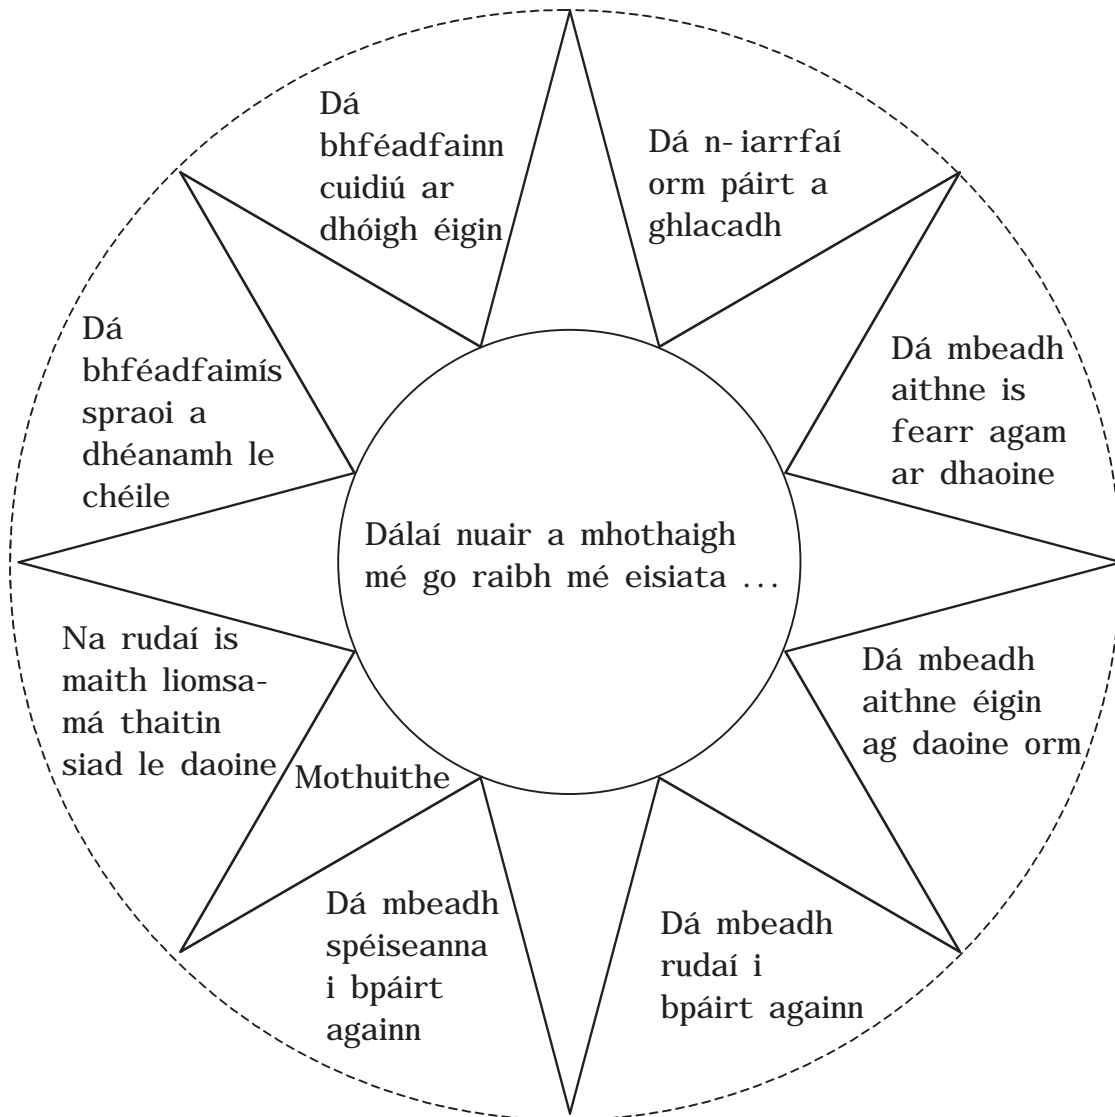 Dá
bhféadfainn
cuidiú ar
dhóigh éigin
Dá n-iarrfaí
orm páirt a
ghlacadh
Dá
bhféadfaimís
spraoi a
dhéanamh le
chéile
Dá mbeadh
aithne is
fearr agam
ar dhaoine
Dálaí nuair a mhothaigh
mé go raibh mé eisiata ...
Na rudaí is
maith liomsa-
má thaitin
siad le daoine
Mothuithe
Dá mbeadh
aithne éigin
ag daoine orm
Dá mbeadh
spéiseanna
i bpáirt
againn
Dá mbeadh
rudaí i
bpáirt againn